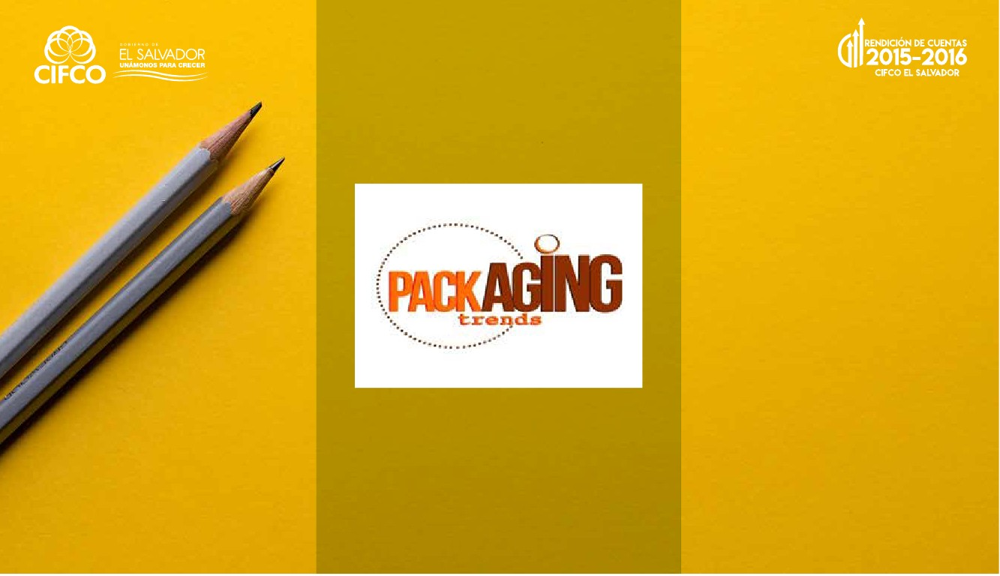 CIFCO
GOBIERNO DE
EL SALVADOR
UNÁMONOS PARA CRECER
RENDICIÓN DE CUENTAS
2015-2016
CIFCO EL SALVADOR
PACKAGING
trends